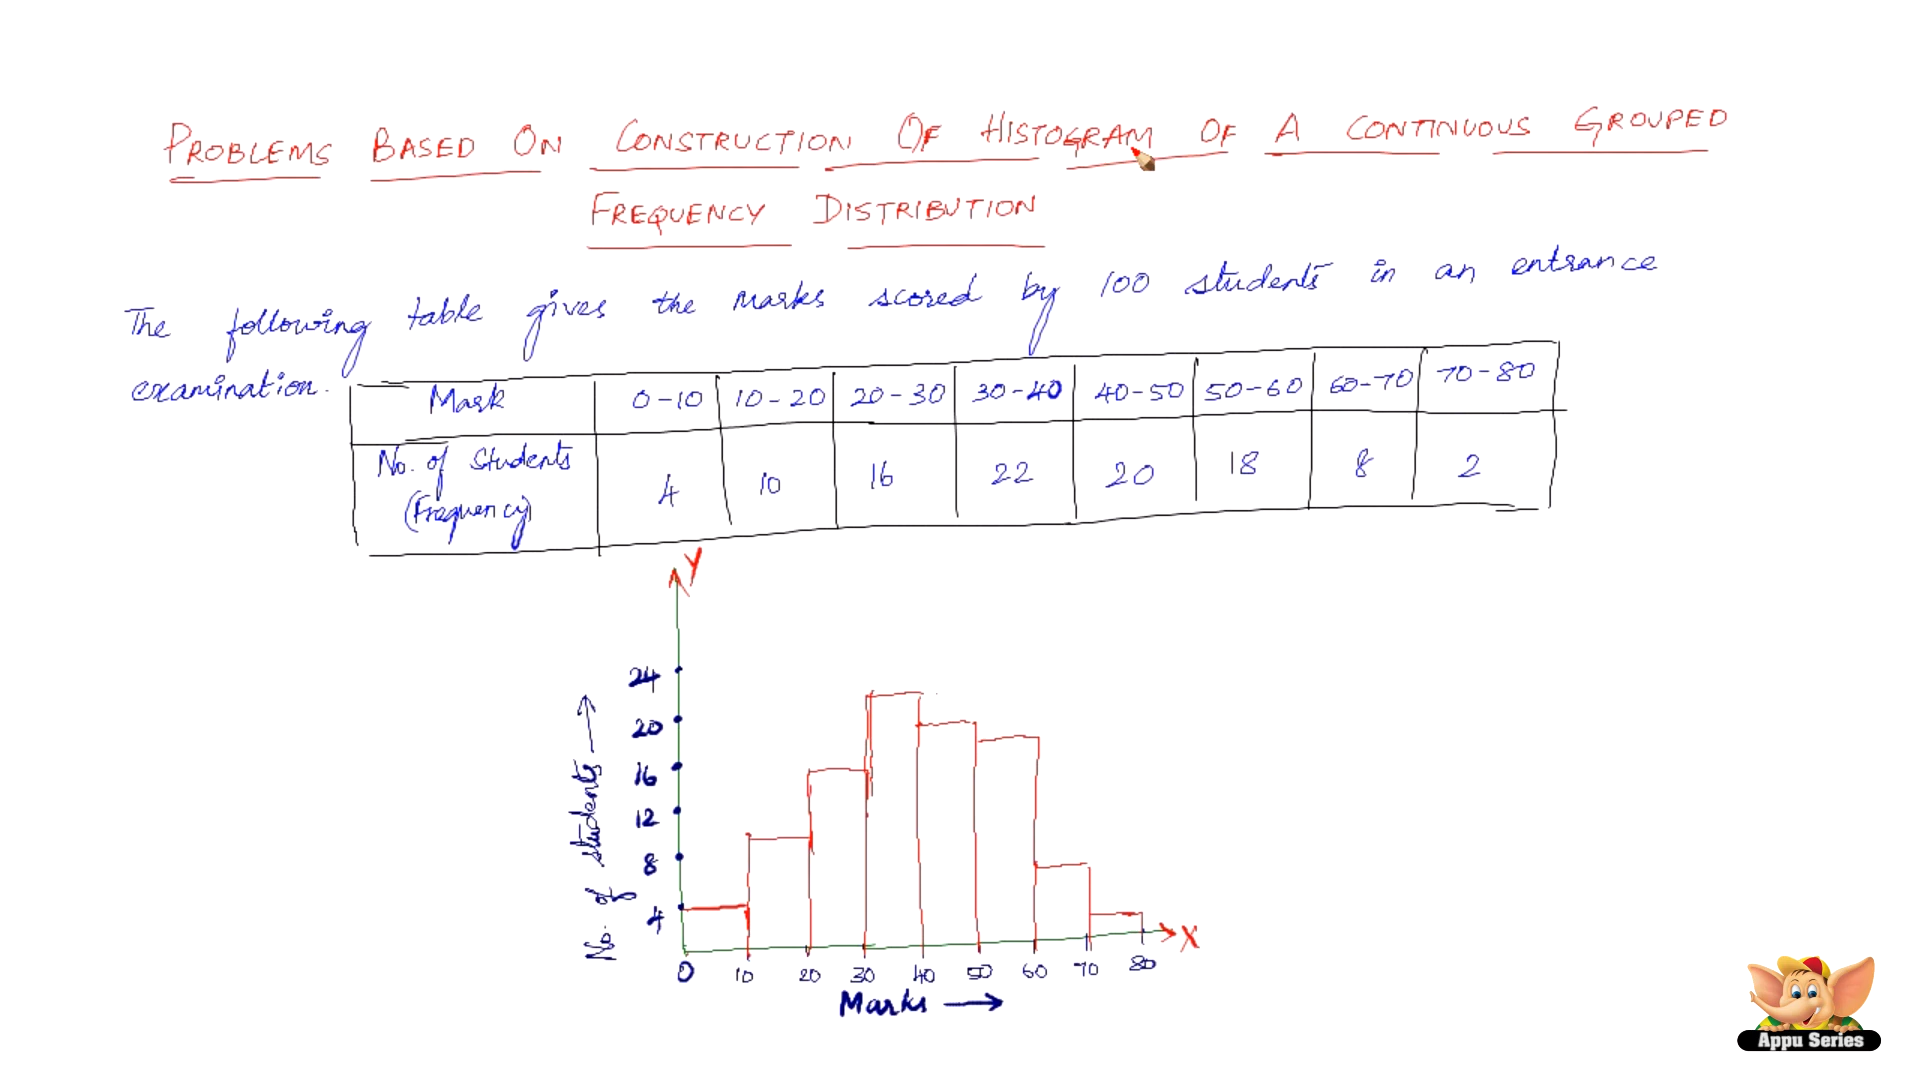 PROBLEMS BASED ON CONSTRUCTION OF HISTOGRAM OF A CONTINUOUS GROUPED
FREQUENCY DISTRIBUTION
The following table gives the marks scored by 100 students in an entrance
examination.
Mark 0-10 10-20 20-30 30-40 40-50 50-60 60-70 70-80
No. of Students
(Frequency) 4 10 16 22 20 18 8 2
Y
24
20
16
12
8
4
No. of students
X
0 10 20 30 40 50 60 70 80
Marks
Appu Series